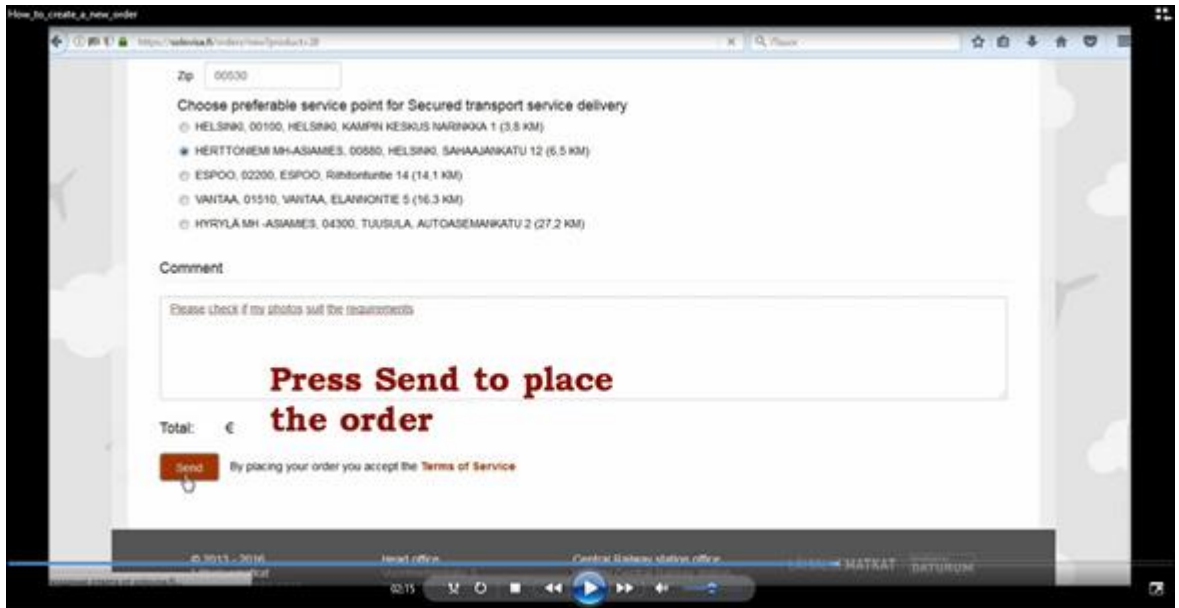 How_to_create_a_new_order
Zip 00530
Choose preferable service point for Secured transport service delivery
HELSINKI, 00100, HELSINKI, KAMPIN KESKUS NARINKKA 1 (3.8 KM)
HERTTONIEMI MH-ASIAMIES, 00880, HELSINKI, SAHAAJANKATU 12 (6.5 KM)
ESPOO, 02200, ESPOO, Riihitontuntie 14 (14.1 KM)
VANTAA, 01510, VANTAA, ELANNONTIE 5 (16.3 KM)
HYRYLÄ MH -ASIAMIES, 04300, TUUSULA, AUTOASEMANKATU 2 (27.2 KM)
Comment
Please check if my photos suit the requirements
Press Send to place
the order
Total: €
Send By placing your order you accept the Terms of Service
© 2013 - 2016 Head office Central Railway station office
MATKAT DATURUM
02:15